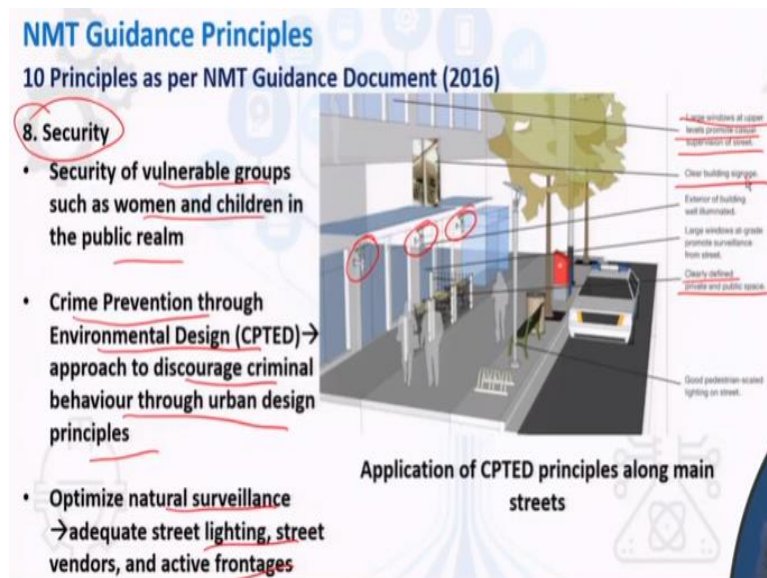 NMT Guidance Principles
10 Principles as per NMT Guidance Document (2016)
8. Security
• Security of vulnerable groups
such as women and children in
the public realm
• Crime Prevention through
Environmental Design (CPTED)→
approach to discourage criminal
behaviour through urban design
principles
• Optimize natural surveillance
→adequate street lighting, street
vendors, and active frontages
Large windows at upper
levels promote casual
supervision of street.
Clear building signage.
Exterior of building
well illuminated.
Large windows at-grade
promote surveillance
from street.
Clearly defined
private and public space.
Good pedestrian-scaled
lighting on street.
Application of CPTED principles along main
streets